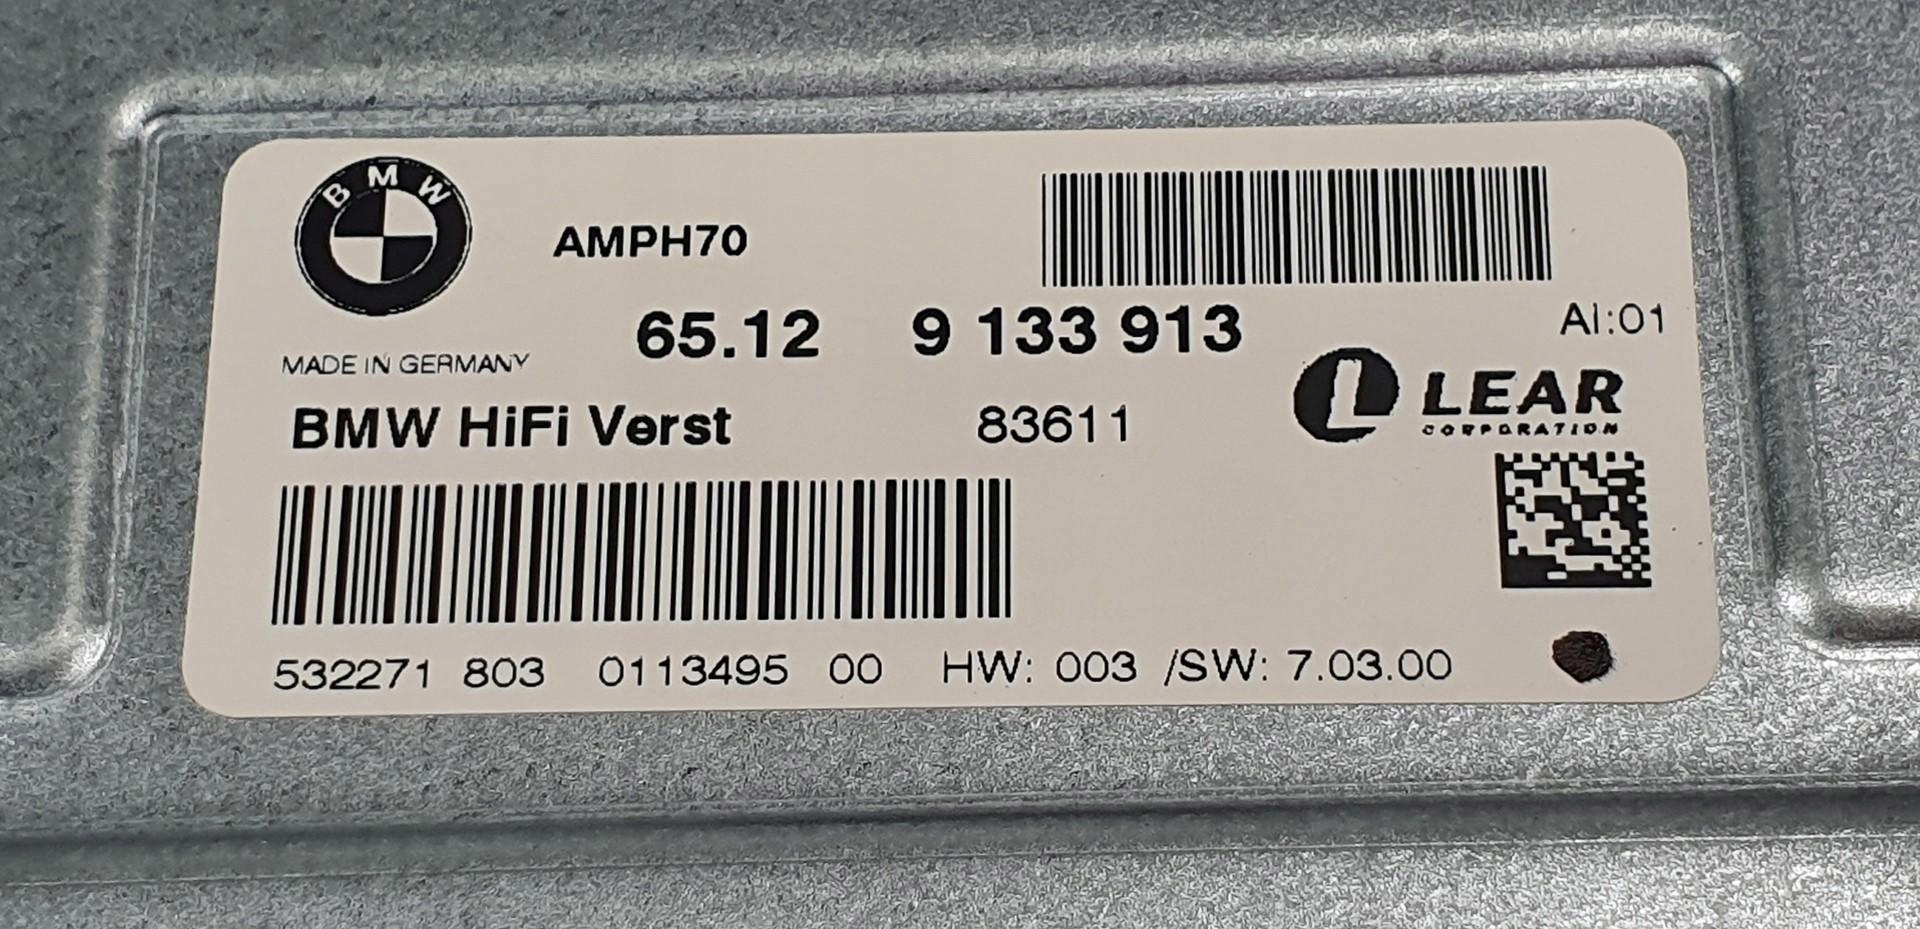 BMW
AMPH70
65.12 9 133 913
AI:01
MADE IN GERMANY
BMW HiFi Verst 83611
L LEAR
CORPORATION
532271 803 0113495 00 HW: 003 /SW: 7.03.00